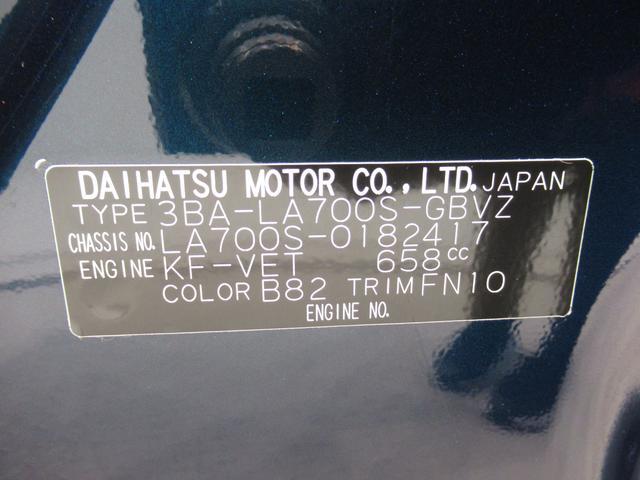 DAIHATSU MOTOR CO., LTD. JAPAN
TYPE 3BA-LA700S-GBVZ
CHASSIS NO. LA700S-0182417
ENGINE KF-VET 658cc
COLOR B82 TRIM FN10
ENGINE NO.